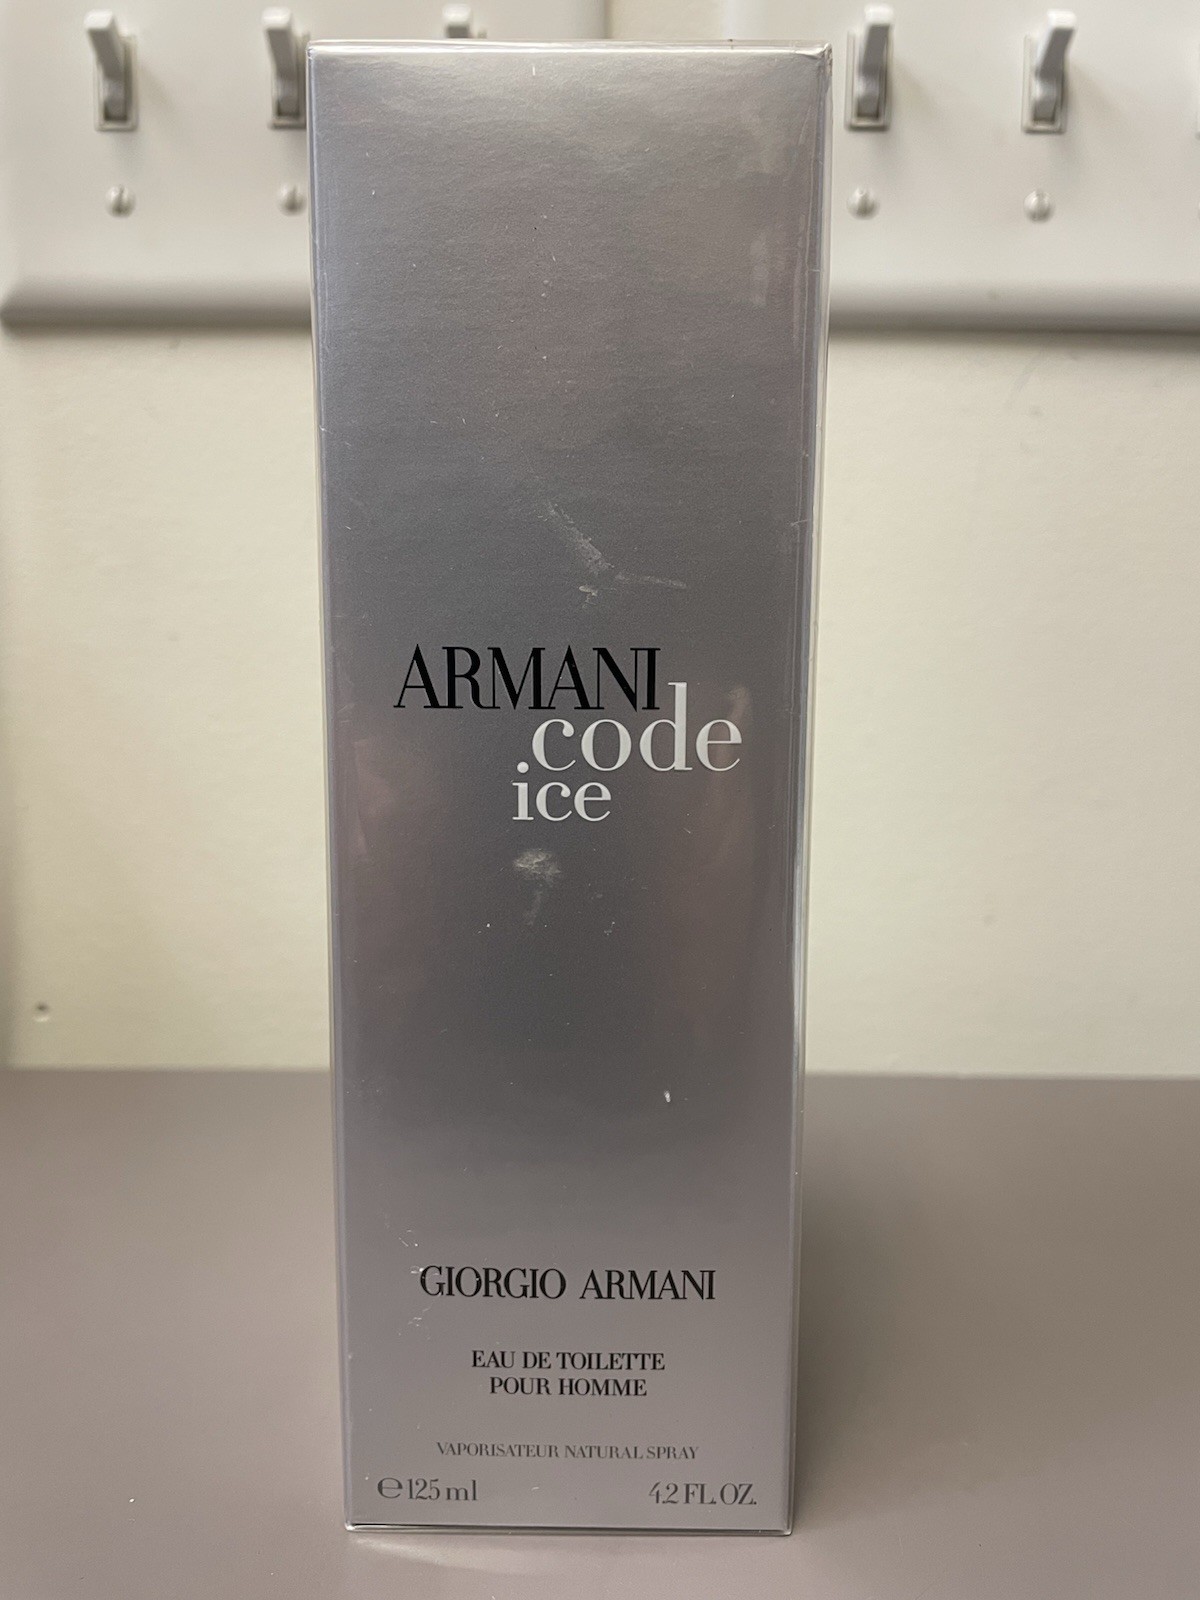 ARMANI
code
ice
GIORGIO ARMANI
EAU DE TOILETTE
POUR HOMME
VAPORISATEUR NATURAL SPRAY
℮125 ml 4.2 FL. OZ.